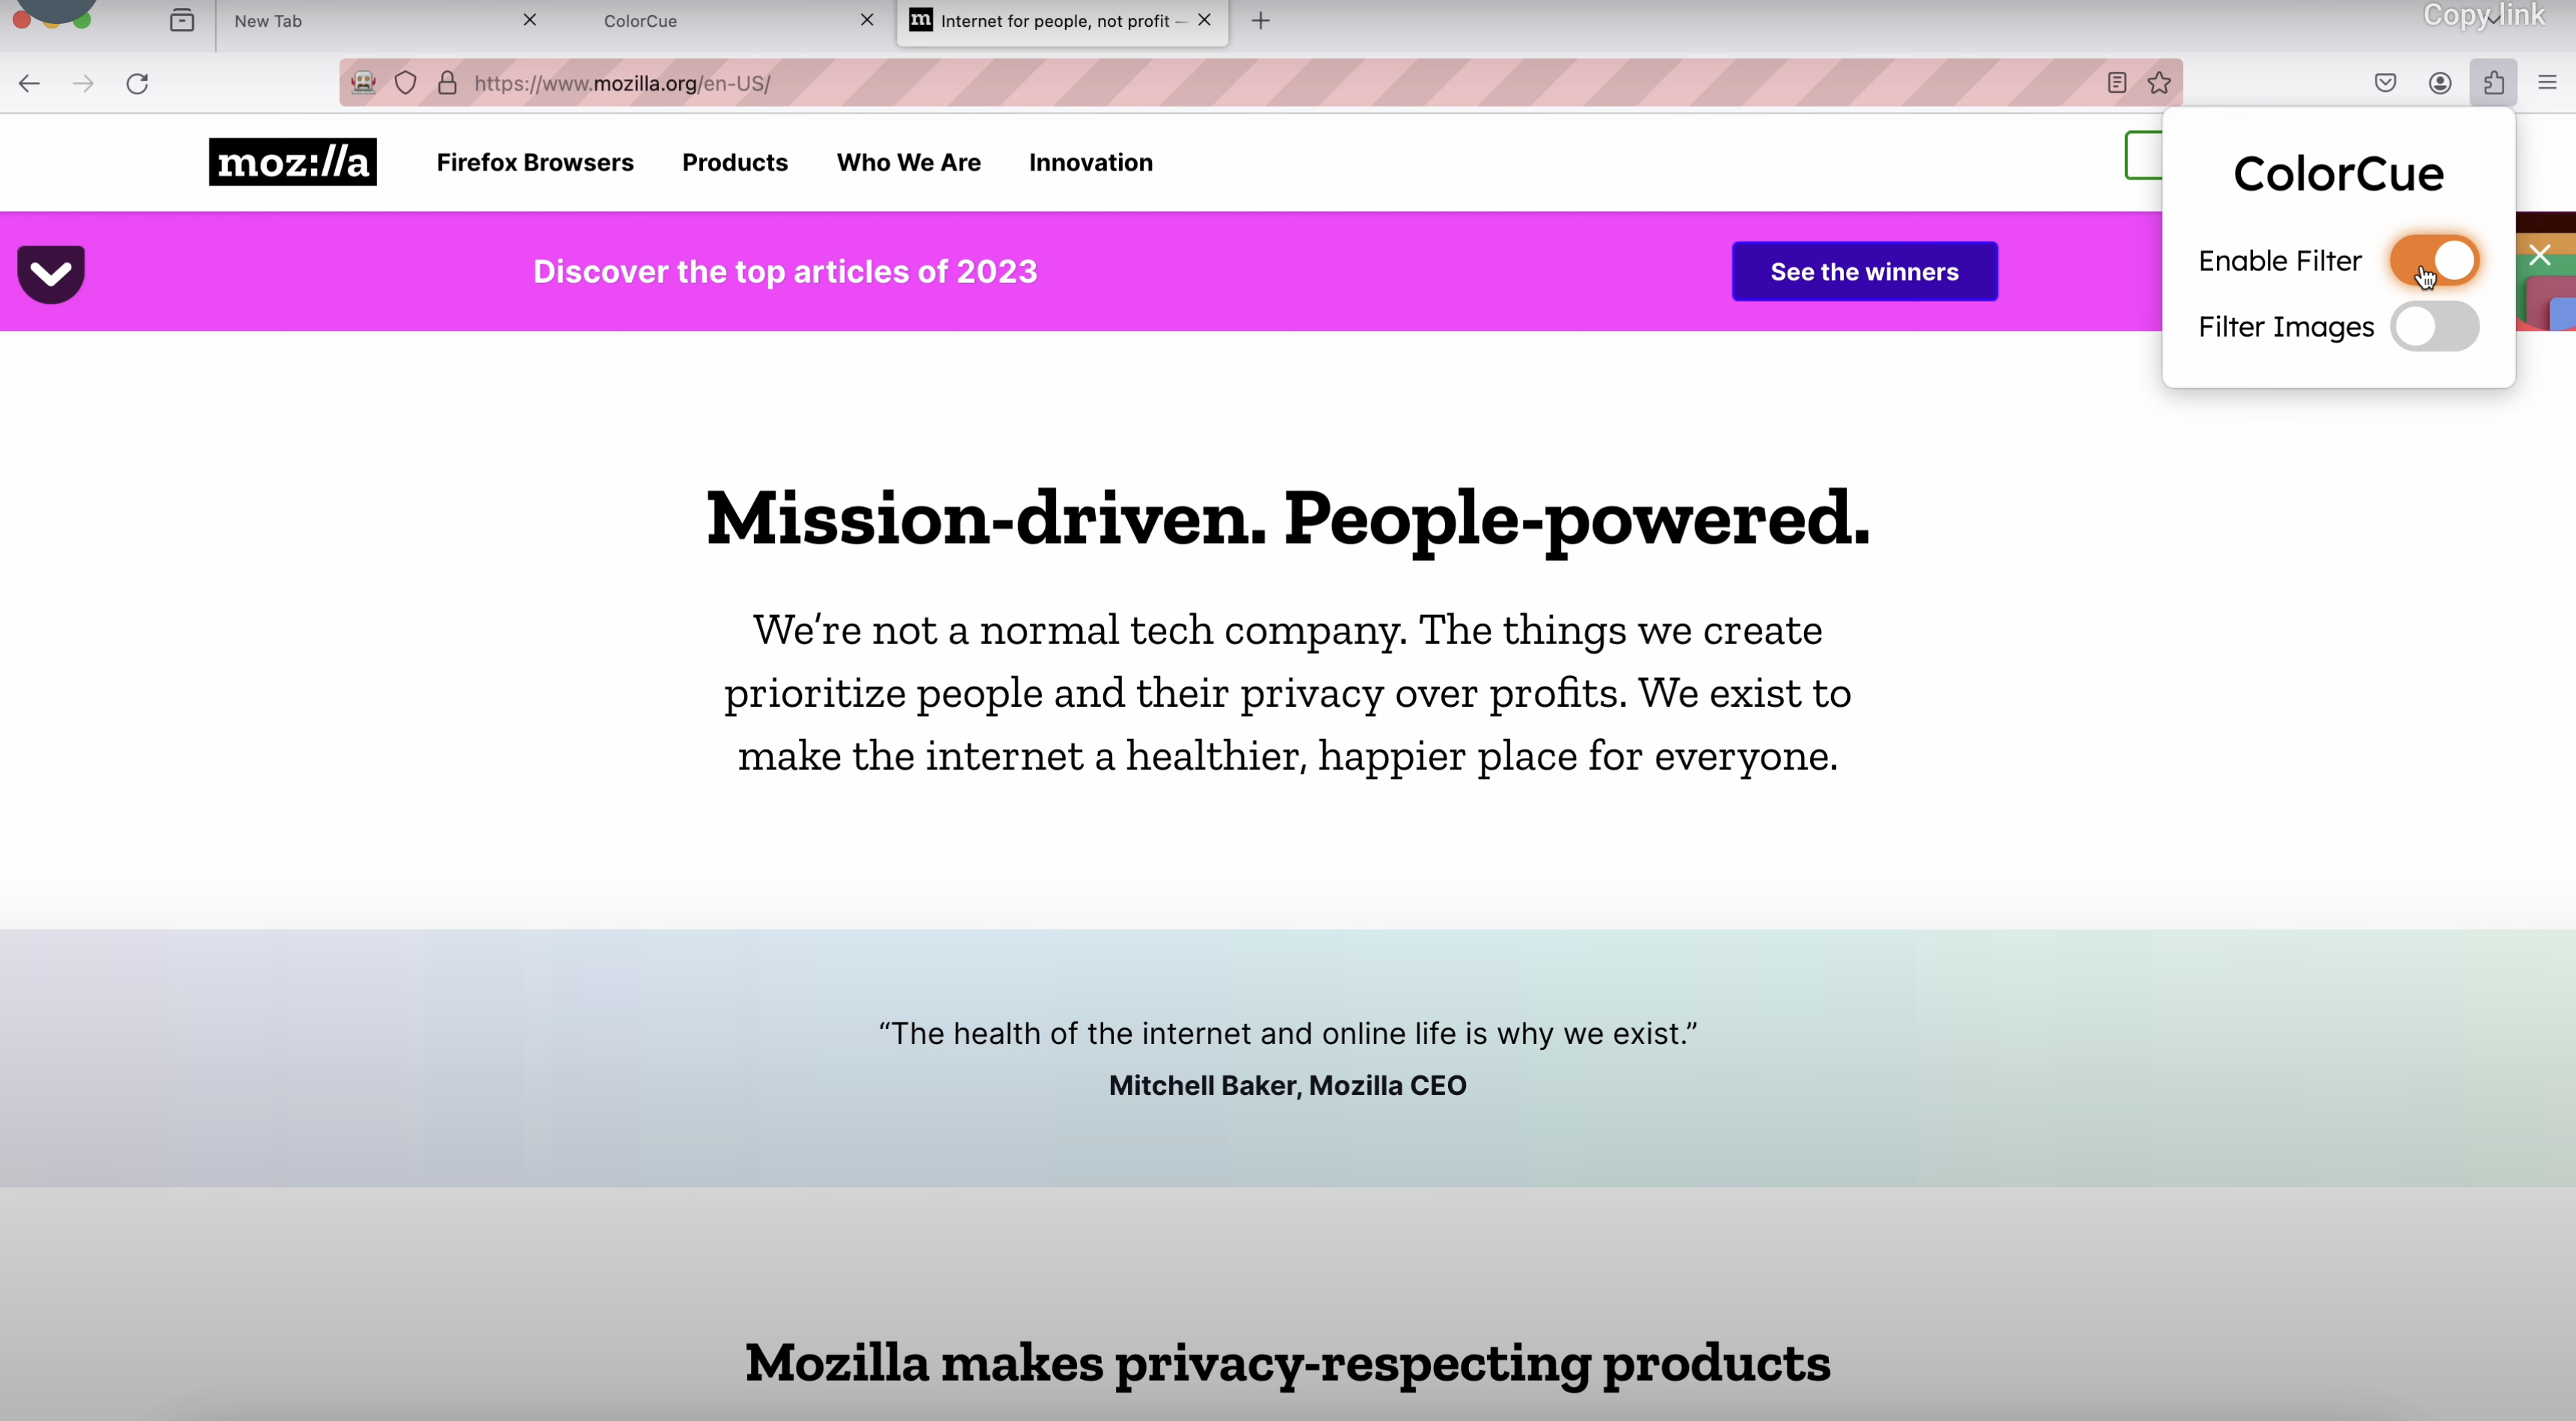 New Tab
ColorCue
Internet for people, not profit —
Copy link
https://www.mozilla.org/en-US/
moz://a
Firefox Browsers
Products
Who We Are
Innovation
ColorCue
Enable Filter
Filter Images
Discover the top articles of 2023
See the winners
Mission-driven. People-powered.
We’re not a normal tech company. The things we create
prioritize people and their privacy over profits. We exist to
make the internet a healthier, happier place for everyone.
“The health of the internet and online life is why we exist.”
Mitchell Baker, Mozilla CEO
Mozilla makes privacy-respecting products